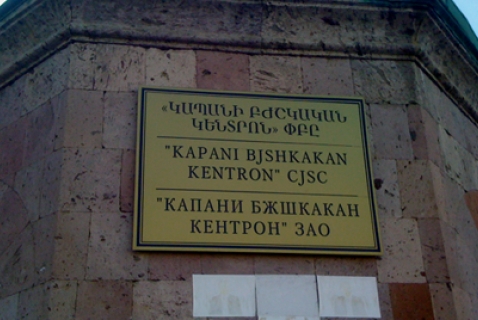 «ԿԱՊԱՆԻ ԲԺՇԿԱԿԱՆ
ԿԵՆՏՐՈՆ» ՓԲԸ
"KAPANI BJSHKAKAN
KENTRON" CJSC
"КАПАНИ БЖШКАКАН
КЕНТРОН" ЗАО